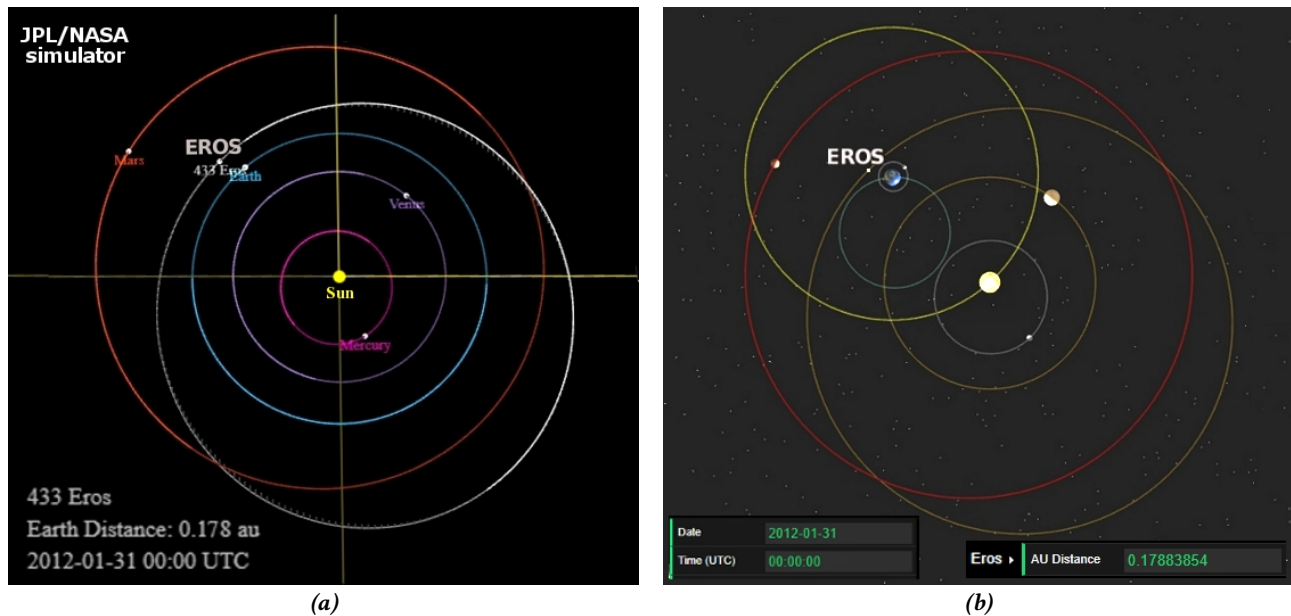 JPL/NASA
simulator
EROS
433 Eros
Mars
Earth
Venus
Sun
Mercury
433 Eros
Earth Distance: 0.178 au
2012-01-31 00:00 UTC
(a)
EROS
Date 2012-01-31
Time (UTC) 00:00:00
Eros ▸ AU Distance 0.17883854
(b)